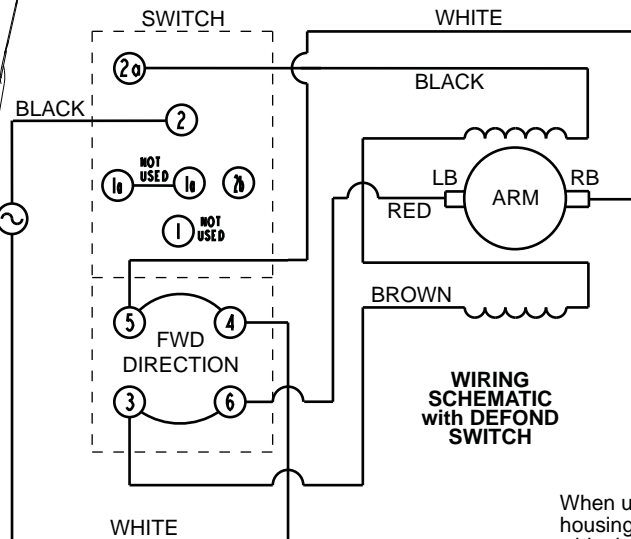 SWITCH
WHITE
2a
BLACK
BLACK
2
NOT
USED
1a
1a
2b
LB
ARM
RB
RED
1
NOT
USED
BROWN
5
4
FWD
DIRECTION
3
6
WIRING
SCHEMATIC
with DEFOND
SWITCH
When u
housing
WHITE